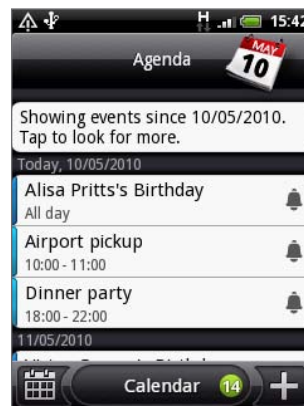 H 15:42
Agenda
MAY
10
Showing events since 10/05/2010.
Tap to look for more.
Today, 10/05/2010
Alisa Pritts's Birthday
All day
Airport pickup
10:00 - 11:00
Dinner party
18:00 - 22:00
11/05/2010
Calendar 14